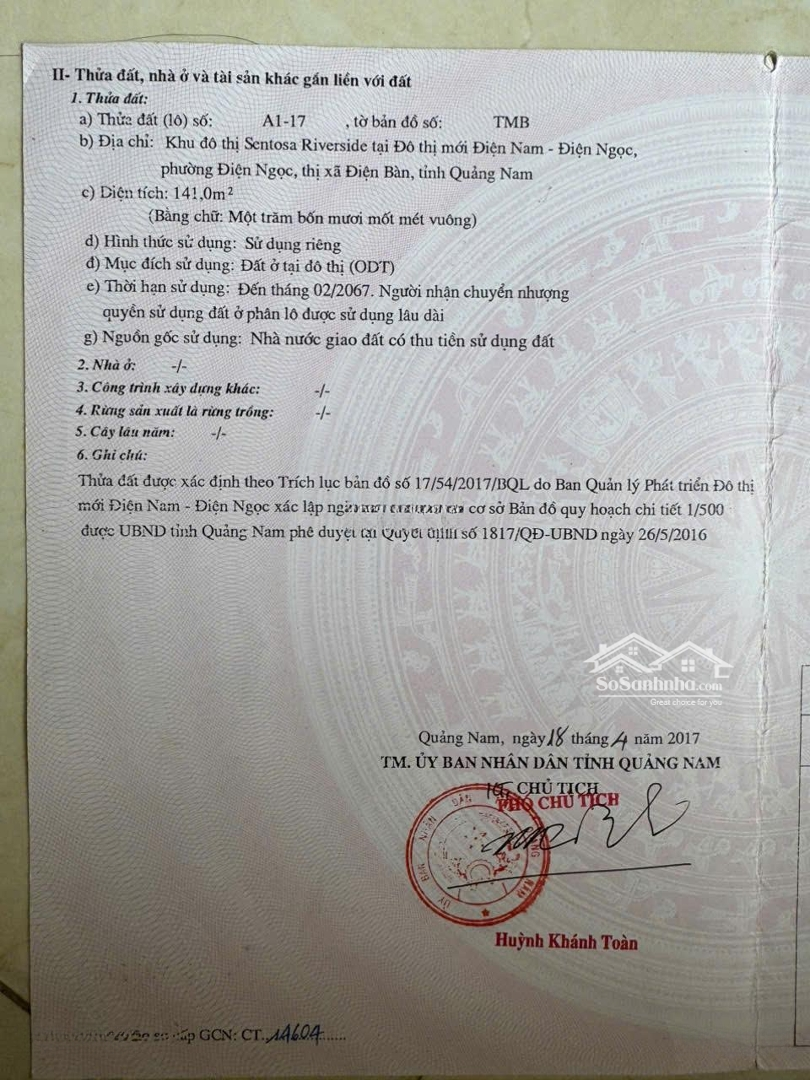 II- Thửa đất, nhà ở và tài sản khác gắn liền với đất
1. Thửa đất:
a) Thửa đất (lô) số: A1-17 , tờ bản đồ số: TMB
b) Địa chỉ: Khu đô thị Sentosa Riverside tại Đô thị mới Điện Nam - Điện Ngọc,
phường Điện Ngọc, thị xã Điện Bàn, tỉnh Quảng Nam
c) Diện tích: 141,0m²
(Bằng chữ: Một trăm bốn mươi mốt mét vuông)
d) Hình thức sử dụng: Sử dụng riêng
đ) Mục đích sử dụng: Đất ở tại đô thị (ODT)
e) Thời hạn sử dụng: Đến tháng 02/2067. Người nhận chuyển nhượng
quyền sử dụng đất ở phân lô được sử dụng lâu dài
g) Nguồn gốc sử dụng: Nhà nước giao đất có thu tiền sử dụng đất
2. Nhà ở: -/-
3. Công trình xây dựng khác: -/-
4. Rừng sản xuất là rừng trồng: -/-
5. Cây lâu năm: -/-
6. Ghi chú:
Thửa đất được xác định theo Trích lục bản đồ số 17/54/2017/BQL do Ban Quản lý Phát triển Đô thị
mới Điện Nam - Điện Ngọc xác lập cơ sở Bản đồ quy hoạch chi tiết 1/500
được UBND tỉnh Quảng Nam phê duyệt tại Quyết số 1817/QĐ-UBND ngày 26/5/2016
SoSanhnha.com
Great choice for you
Quảng Nam, ngày 18 tháng 4 năm 2017
TM. ỦY BAN NHÂN DÂN TỈNH QUẢNG NAM
KT. CHỦ TỊCH
PHÓ CHỦ TỊCH
ỦY BAN NHÂN DÂN NAM
Huỳnh Khánh Toàn
cấp GCN: CT.